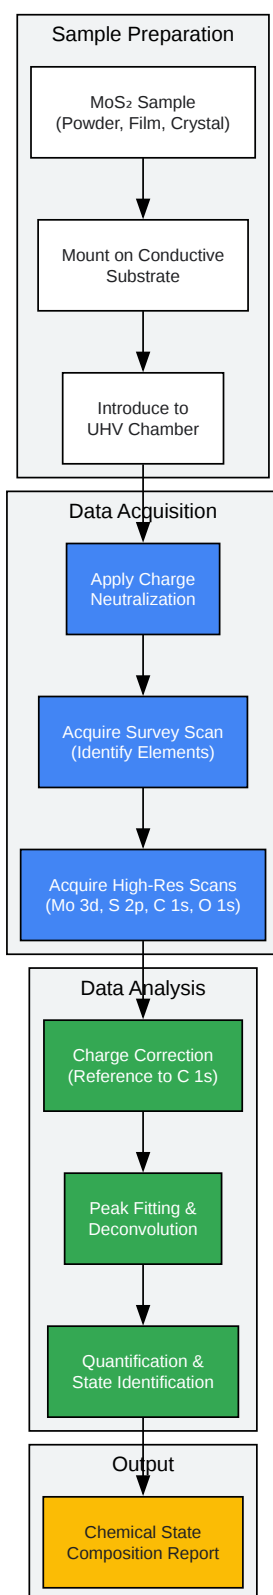 Sample Preparation
MoS₂ Sample
(Powder, Film, Crystal)
Mount on Conductive
Substrate
Introduce to
UHV Chamber
Data Acquisition
Apply Charge
Neutralization
Acquire Survey Scan
(Identify Elements)
Acquire High-Res Scans
(Mo 3d, S 2p, C 1s, O 1s)
Data Analysis
Charge Correction
(Reference to C 1s)
Peak Fitting &
Deconvolution
Quantification &
State Identification
Output
Chemical State
Composition Report